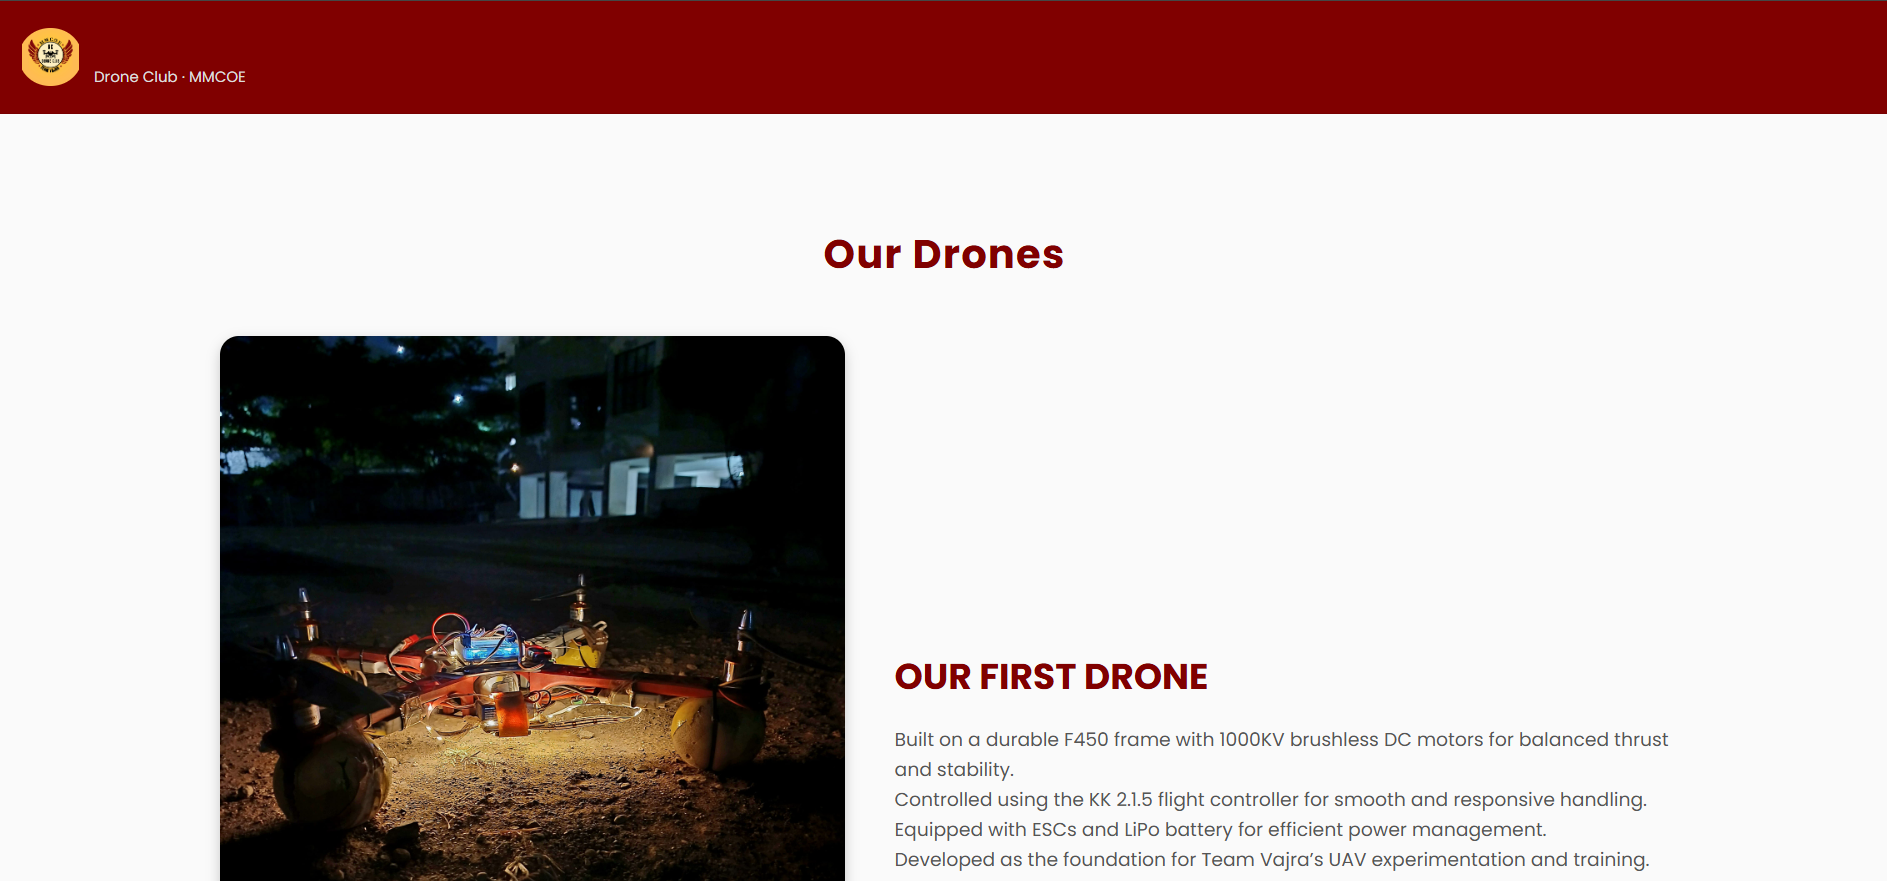 MMCOE
DRONE CLUB
Drone Club · MMCOE
Our Drones
OUR FIRST DRONE
Built on a durable F450 frame with 1000KV brushless DC motors for balanced thrust
and stability.
Controlled using the KK 2.1.5 flight controller for smooth and responsive handling.
Equipped with ESCs and LiPo battery for efficient power management.
Developed as the foundation for Team Vajra’s UAV experimentation and training.